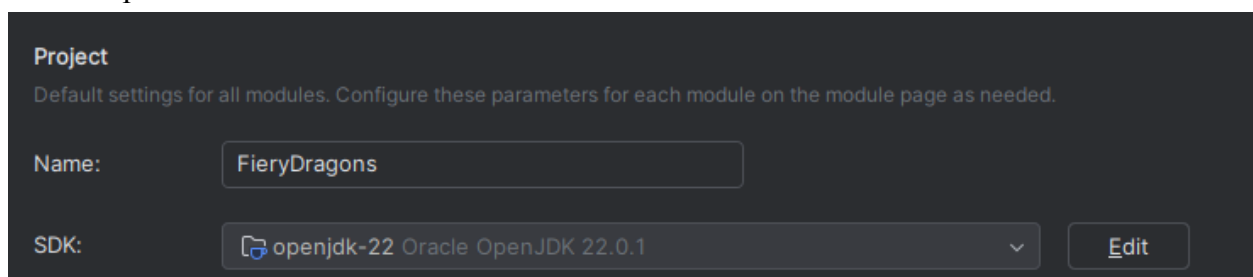 Project
Default settings for all modules. Configure these parameters for each module on the module page as needed.
Name: FieryDragons
SDK: openjdk-22 Oracle OpenJDK 22.0.1 Edit